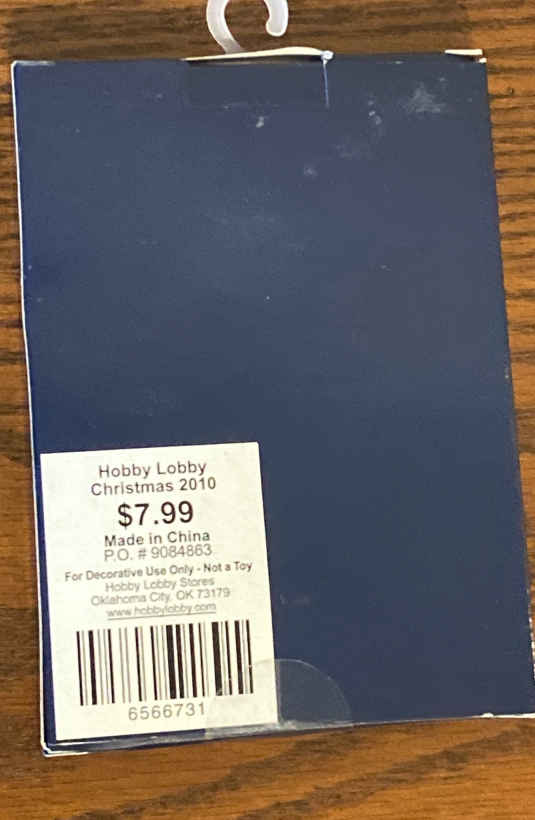 Hobby Lobby
Christmas 2010
$7.99
Made in China
P.O. # 9084863
For Decorative Use Only - Not a Toy
Hobby Lobby Stores
Oklahoma City, OK 73179
www.hobbylobby.com
6566731